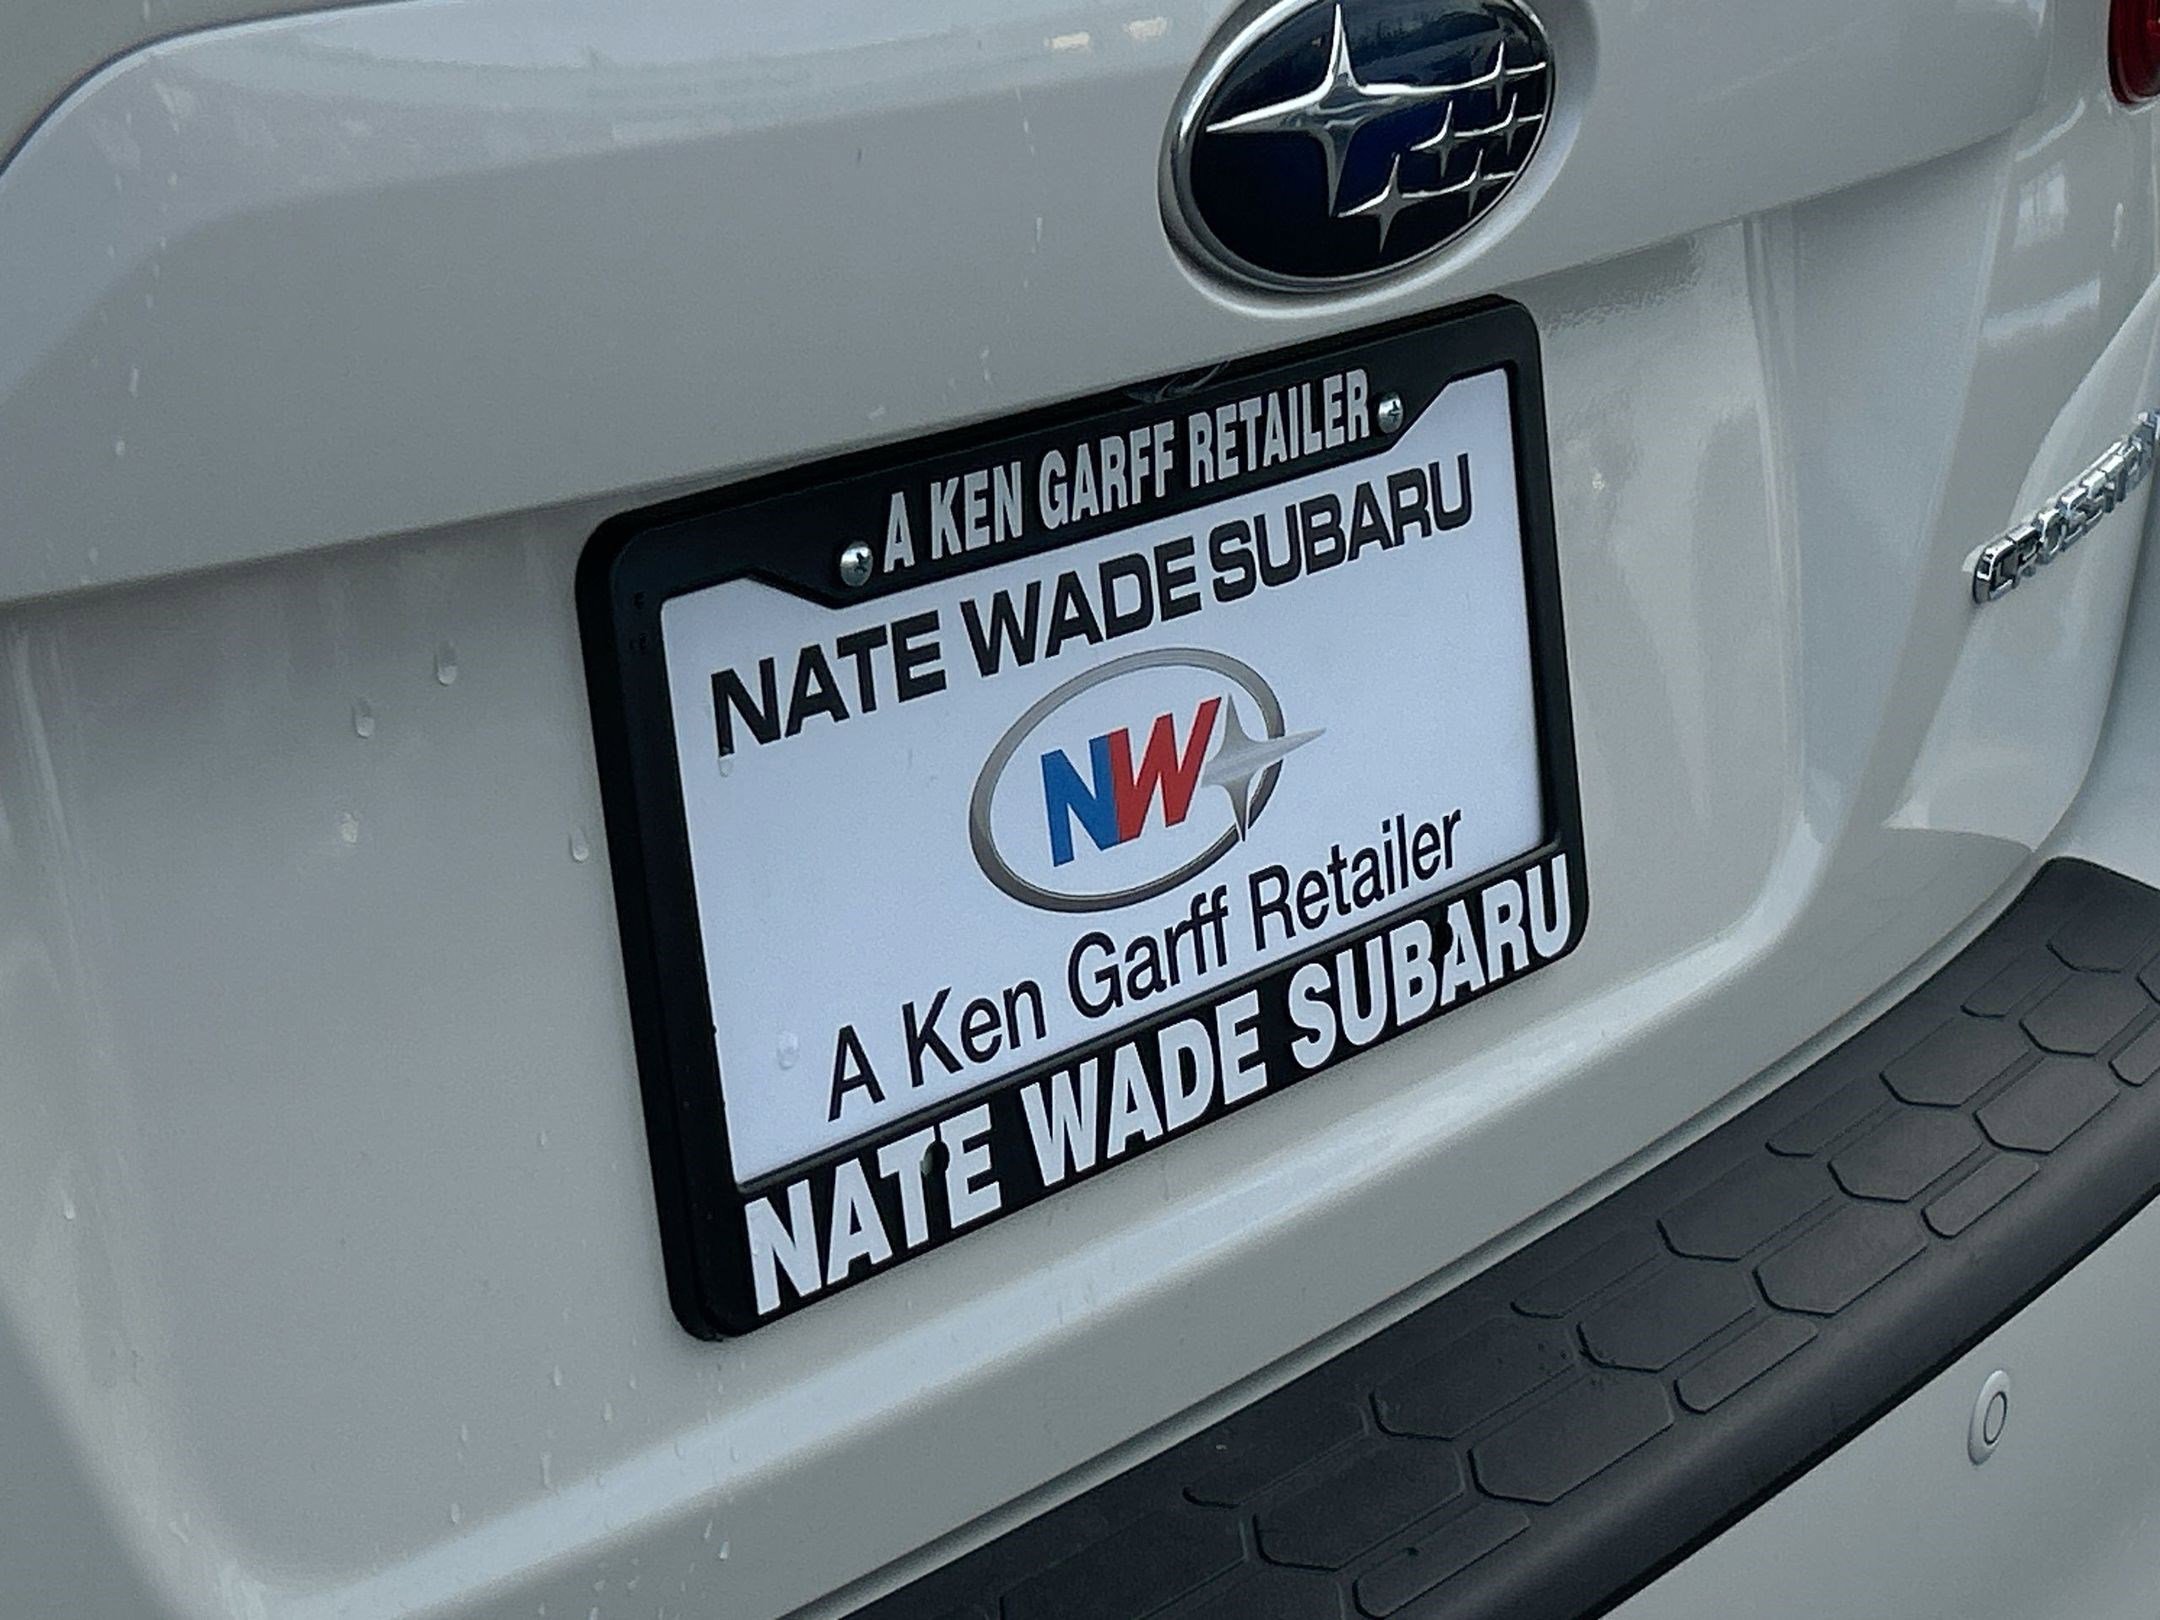 A KEN GARFF RETAILER
NATE WADE SUBARU
NW
A Ken Garff Retailer
NATE WADE SUBARU